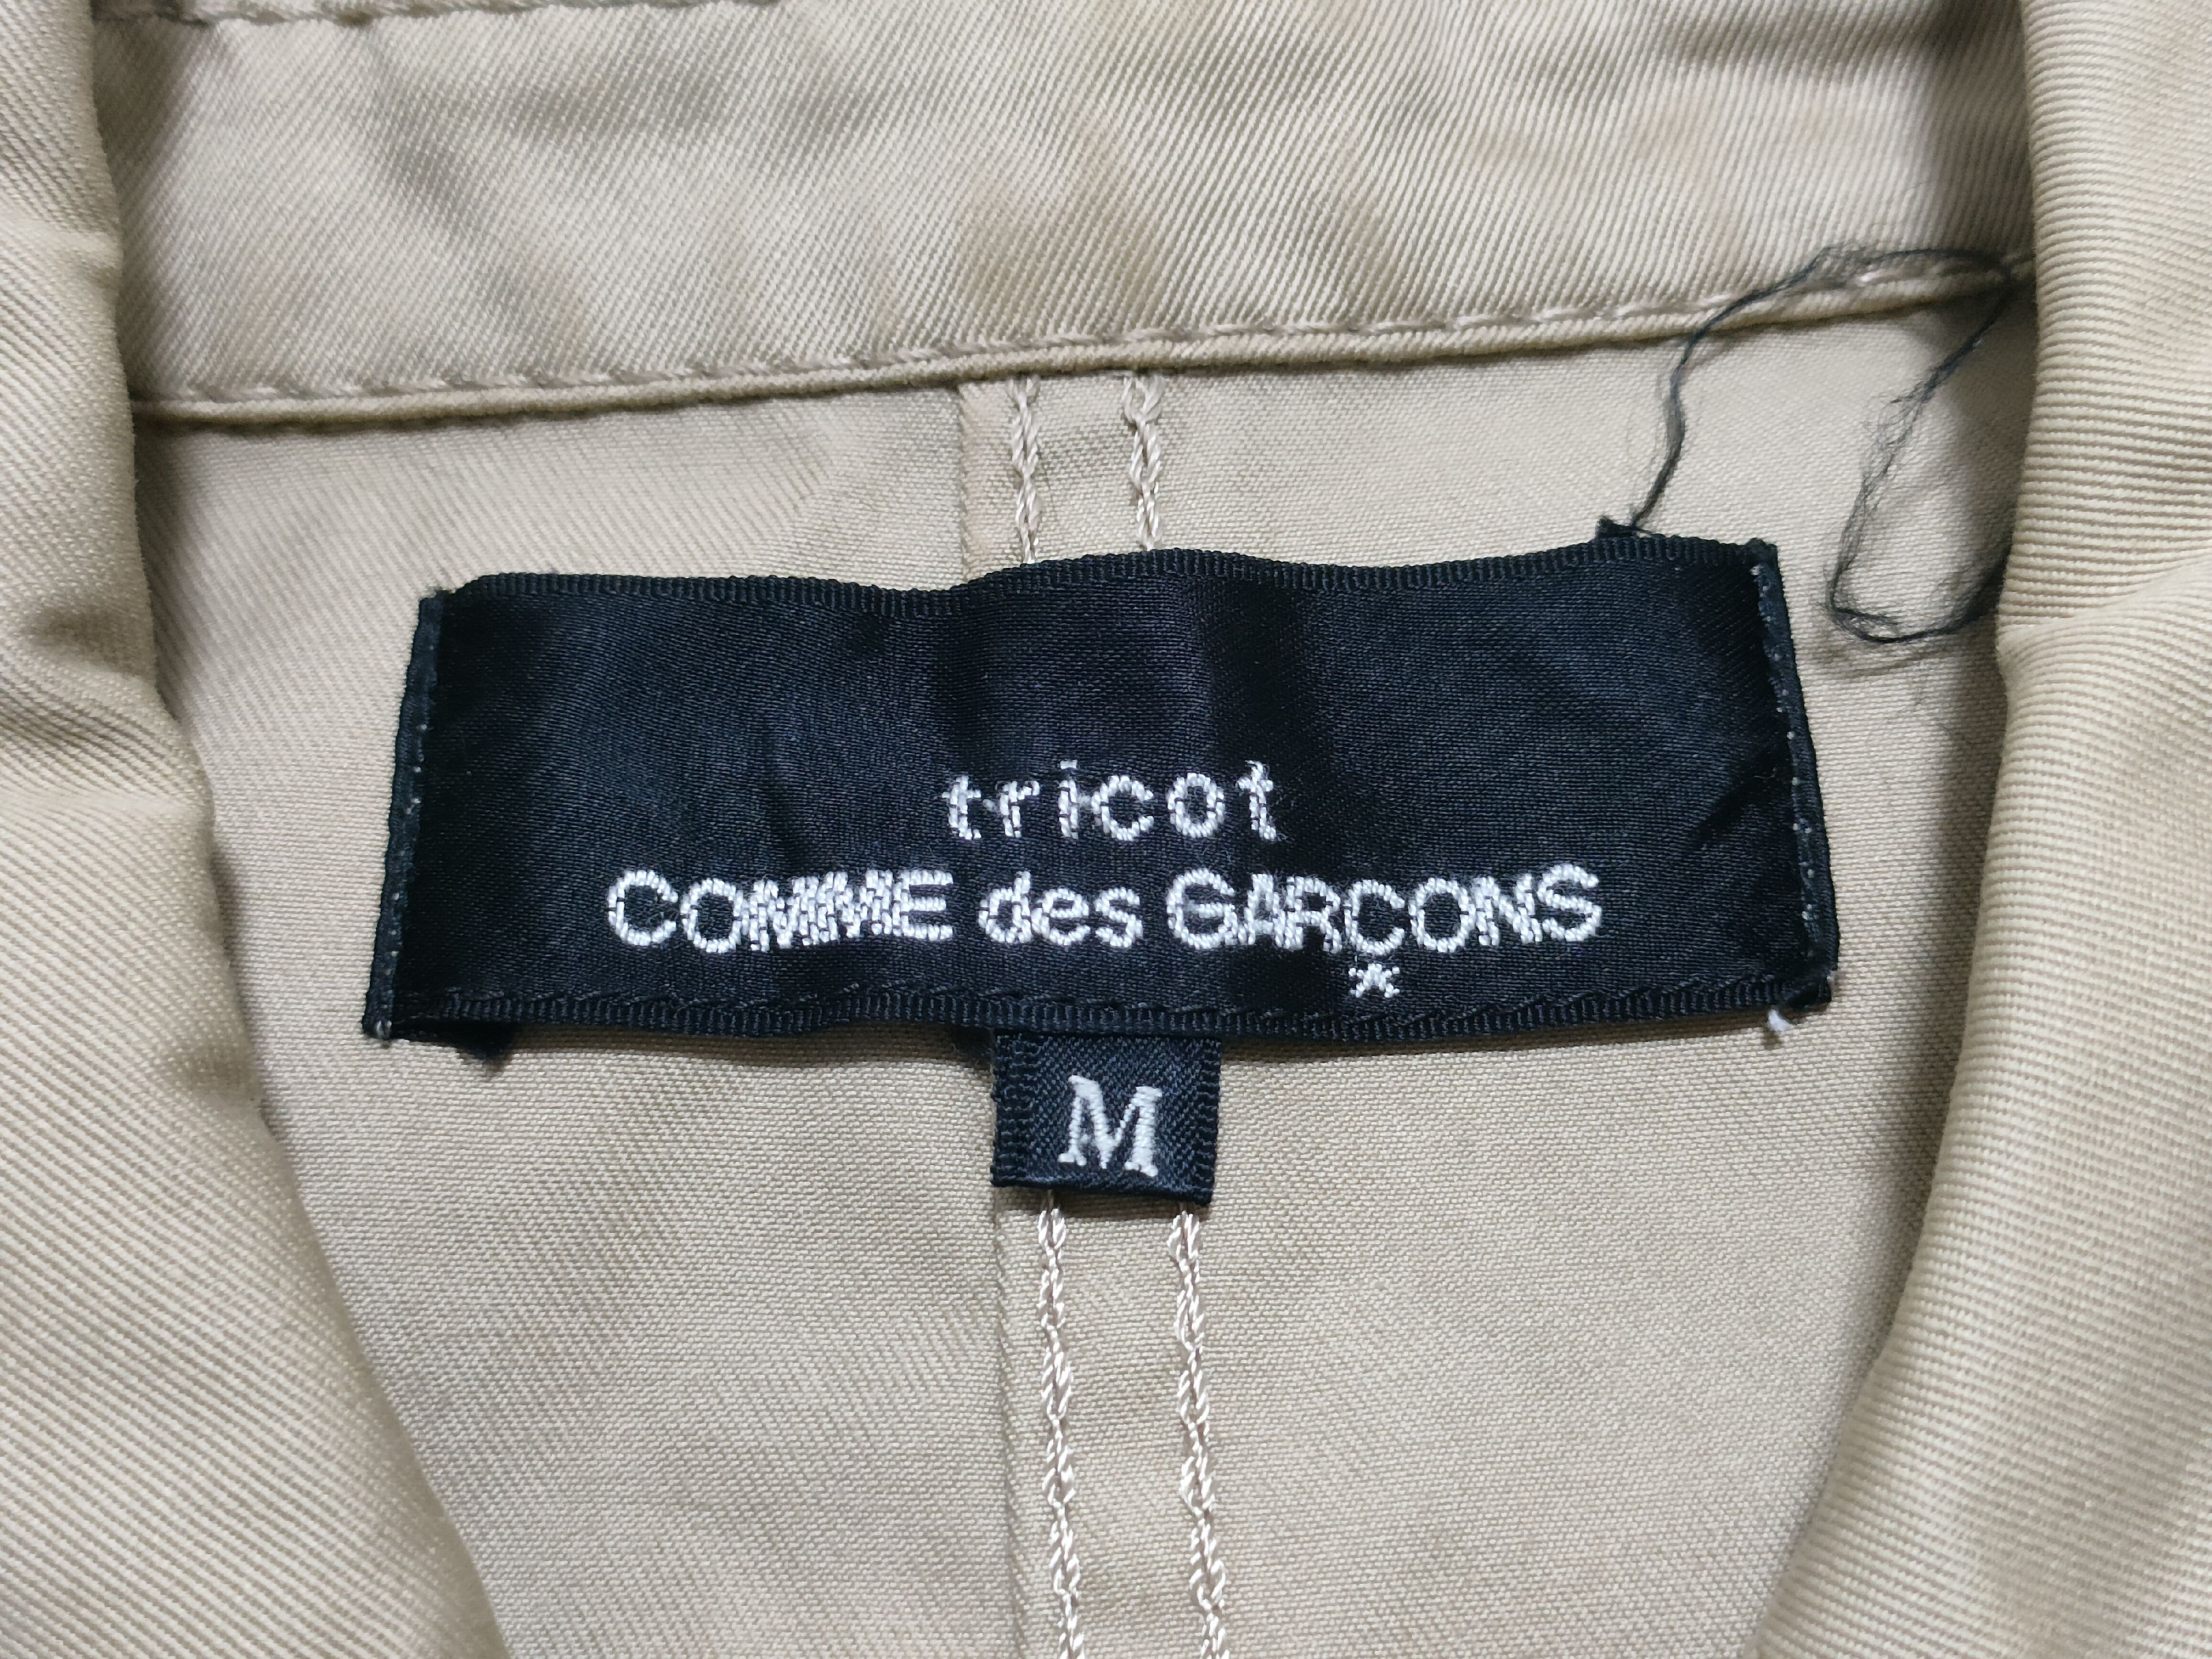 tricot
COMME des GARÇONS
*
M